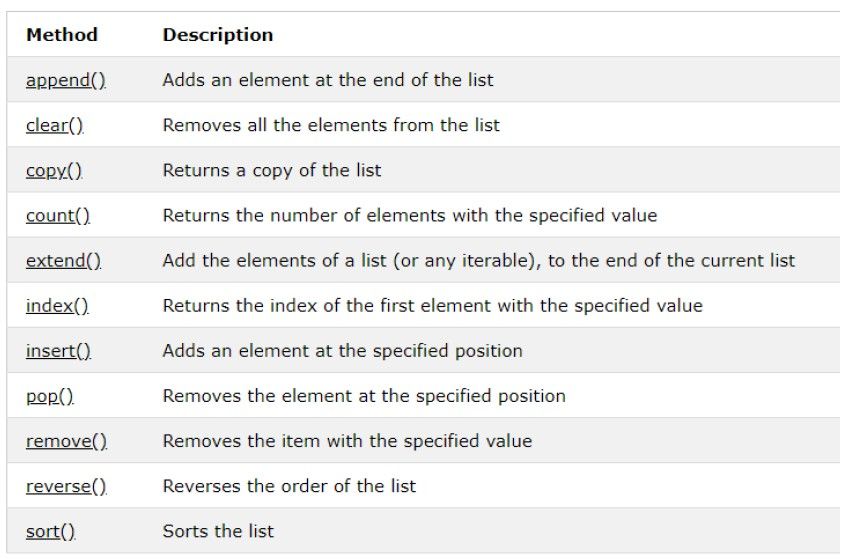 Method Description
append() Adds an element at the end of the list
clear() Removes all the elements from the list
copy() Returns a copy of the list
count() Returns the number of elements with the specified value
extend() Add the elements of a list (or any iterable), to the end of the current list
index() Returns the index of the first element with the specified value
insert() Adds an element at the specified position
pop() Removes the element at the specified position
remove() Removes the item with the specified value
reverse() Reverses the order of the list
sort() Sorts the list